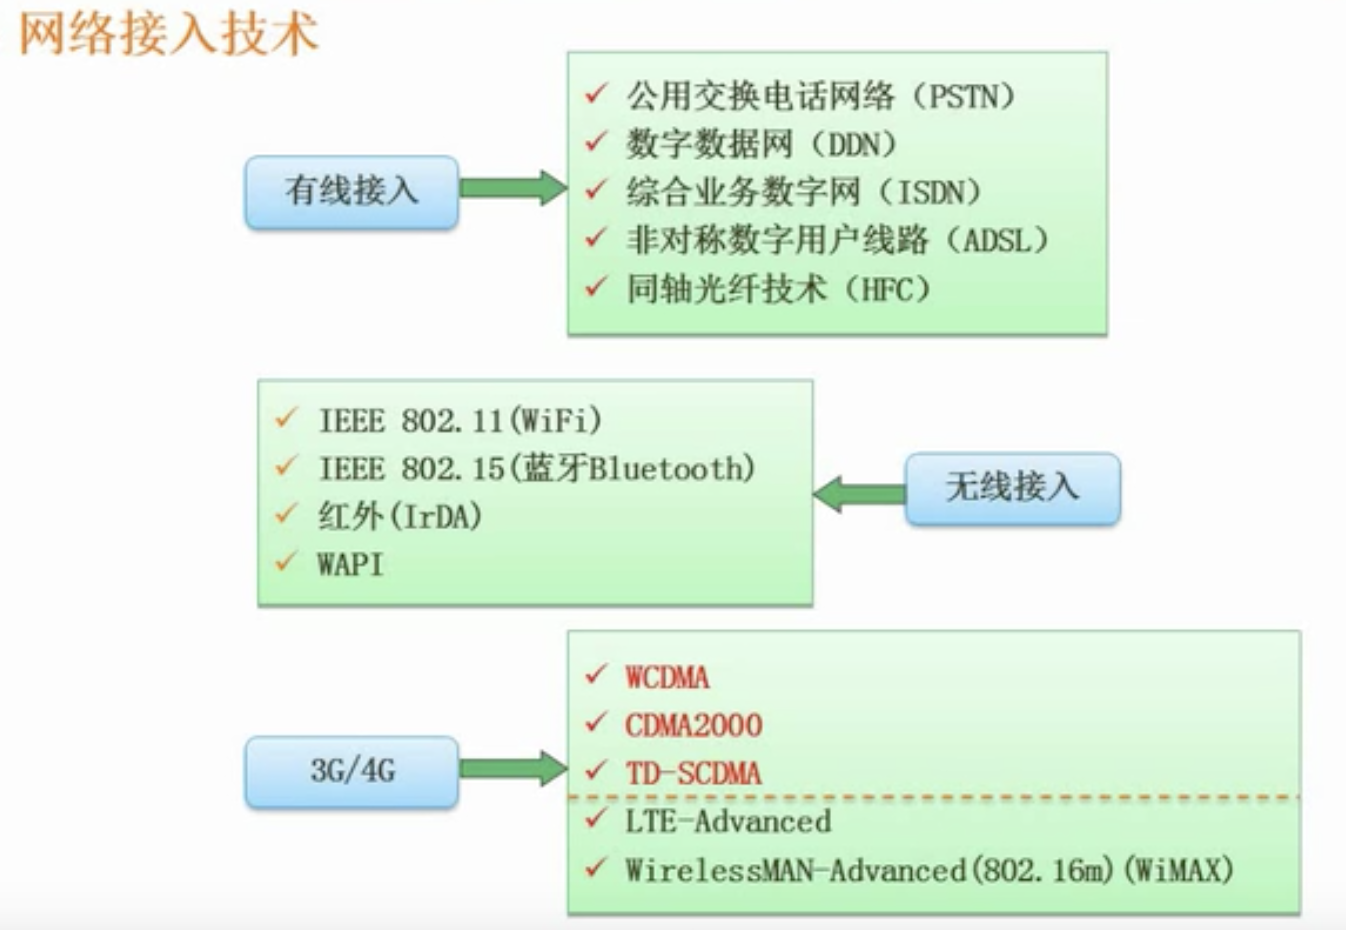 网络接入技术
有线接入
公用交换电话网络（PSTN）
数字数据网（DDN）
综合业务数字网（ISDN）
非对称数字用户线路（ADSL）
同轴光纤技术（HFC）
IEEE 802.11(WiFi)
IEEE 802.15(蓝牙Bluetooth)
红外(IrDA)
WAPI
无线接入
3G/4G
WCDMA
CDMA2000
TD-SCDMA
LTE-Advanced
WirelessMAN-Advanced(802.16m)(WiMAX)